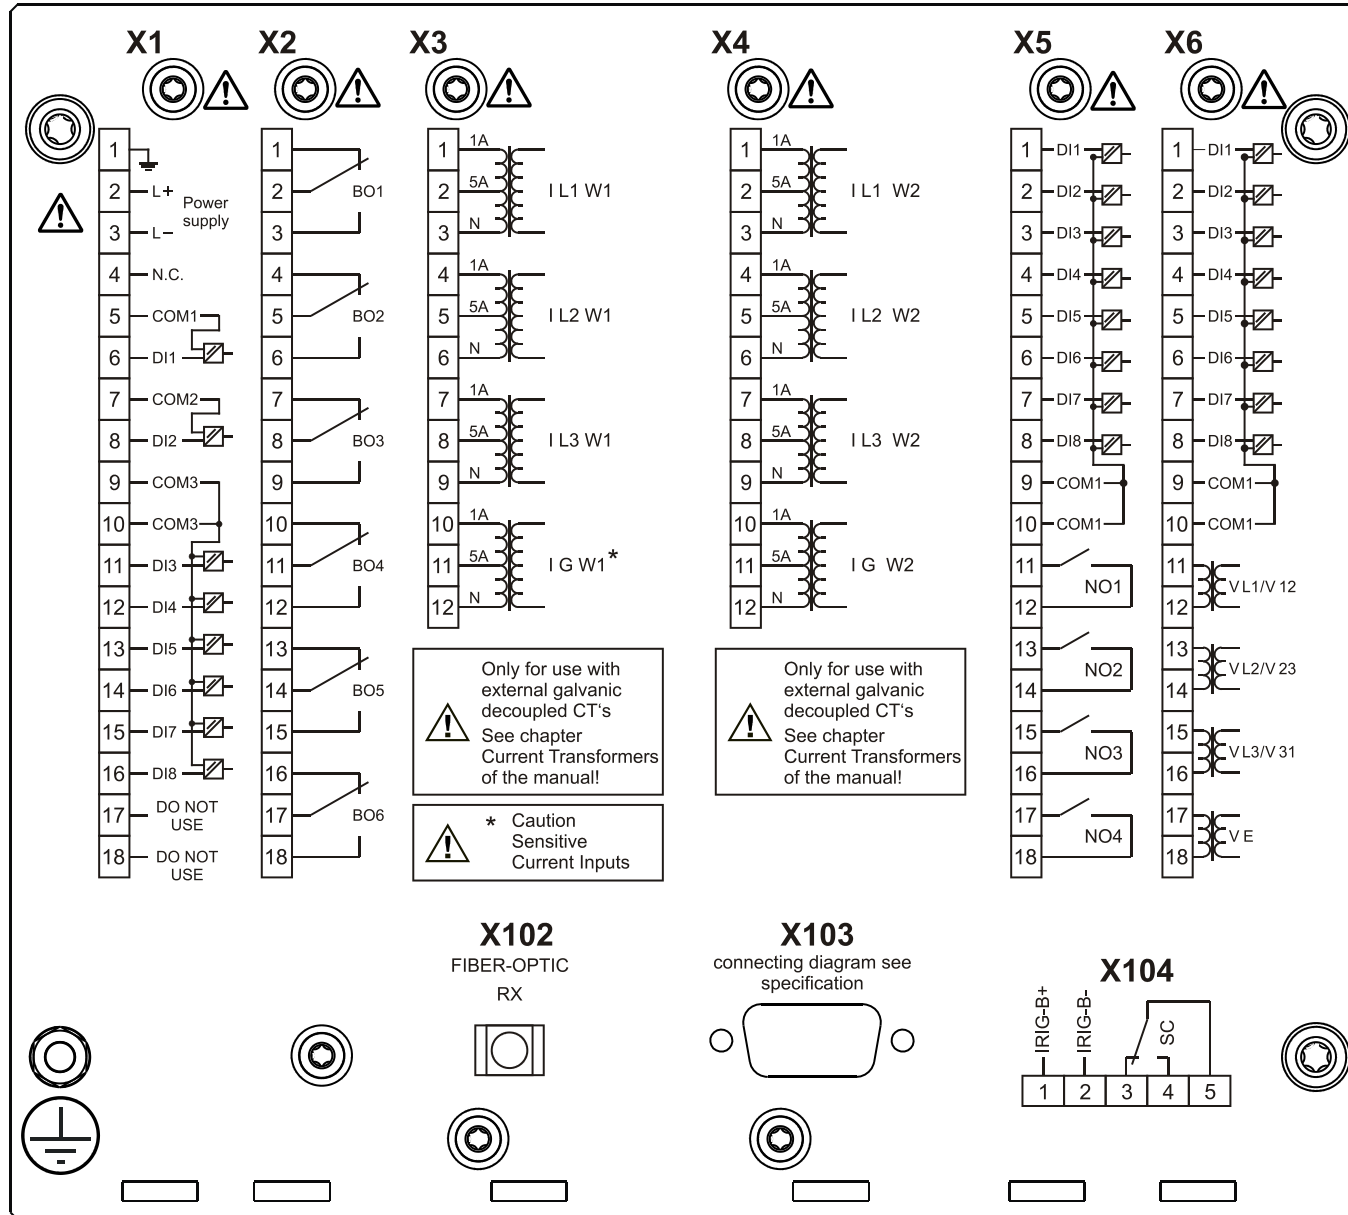 X1 X2 X3 X4 X5 X6
1
2 L+
Power
supply
3 L–
4 N.C.
5 COM1
6 DI1
7 COM2
8 DI2
9 COM3
10 COM3
11 DI3
12 DI4
13 DI5
14 DI6
15 DI7
16 DI8
17 DO NOT
USE
18 DO NOT
USE
1
2 BO1
3
4
5 BO2
6
7
8 BO3
9
10
11 BO4
12
13
14 BO5
15
16
17 BO6
18
1 1A
2 5A I L1 W1
3 N
4 1A
5 5A I L2 W1
6 N
7 1A
8 5A I L3 W1
9 N
10 1A
11 5A I G W1*
12 N
Only for use with
external galvanic
decoupled CT‘s
See chapter
Current Transformers
of the manual!
* Caution
Sensitive
Current Inputs
1 1A
2 5A I L1 W2
3 N
4 1A
5 5A I L2 W2
6 N
7 1A
8 5A I L3 W2
9 N
10 1A
11 5A I G W2
12 N
Only for use with
external galvanic
decoupled CT‘s
See chapter
Current Transformers
of the manual!
1 DI1
2 DI2
3 DI3
4 DI4
5 DI5
6 DI6
7 DI7
8 DI8
9 COM1
10 COM1
11
NO1
12
13
NO2
14
15
NO3
16
17
NO4
18
1 DI1
2 DI2
3 DI3
4 DI4
5 DI5
6 DI6
7 DI7
8 DI8
9 COM1
10 COM1
11
V L1/V 12
12
13
V L2/V 23
14
15
V L3/V 31
16
17
V E
18
X102
FIBER-OPTIC
RX
X103
connecting diagram see
specification
X104
IRIG-B+
IRIG-B-
SC
1 2 3 4 5